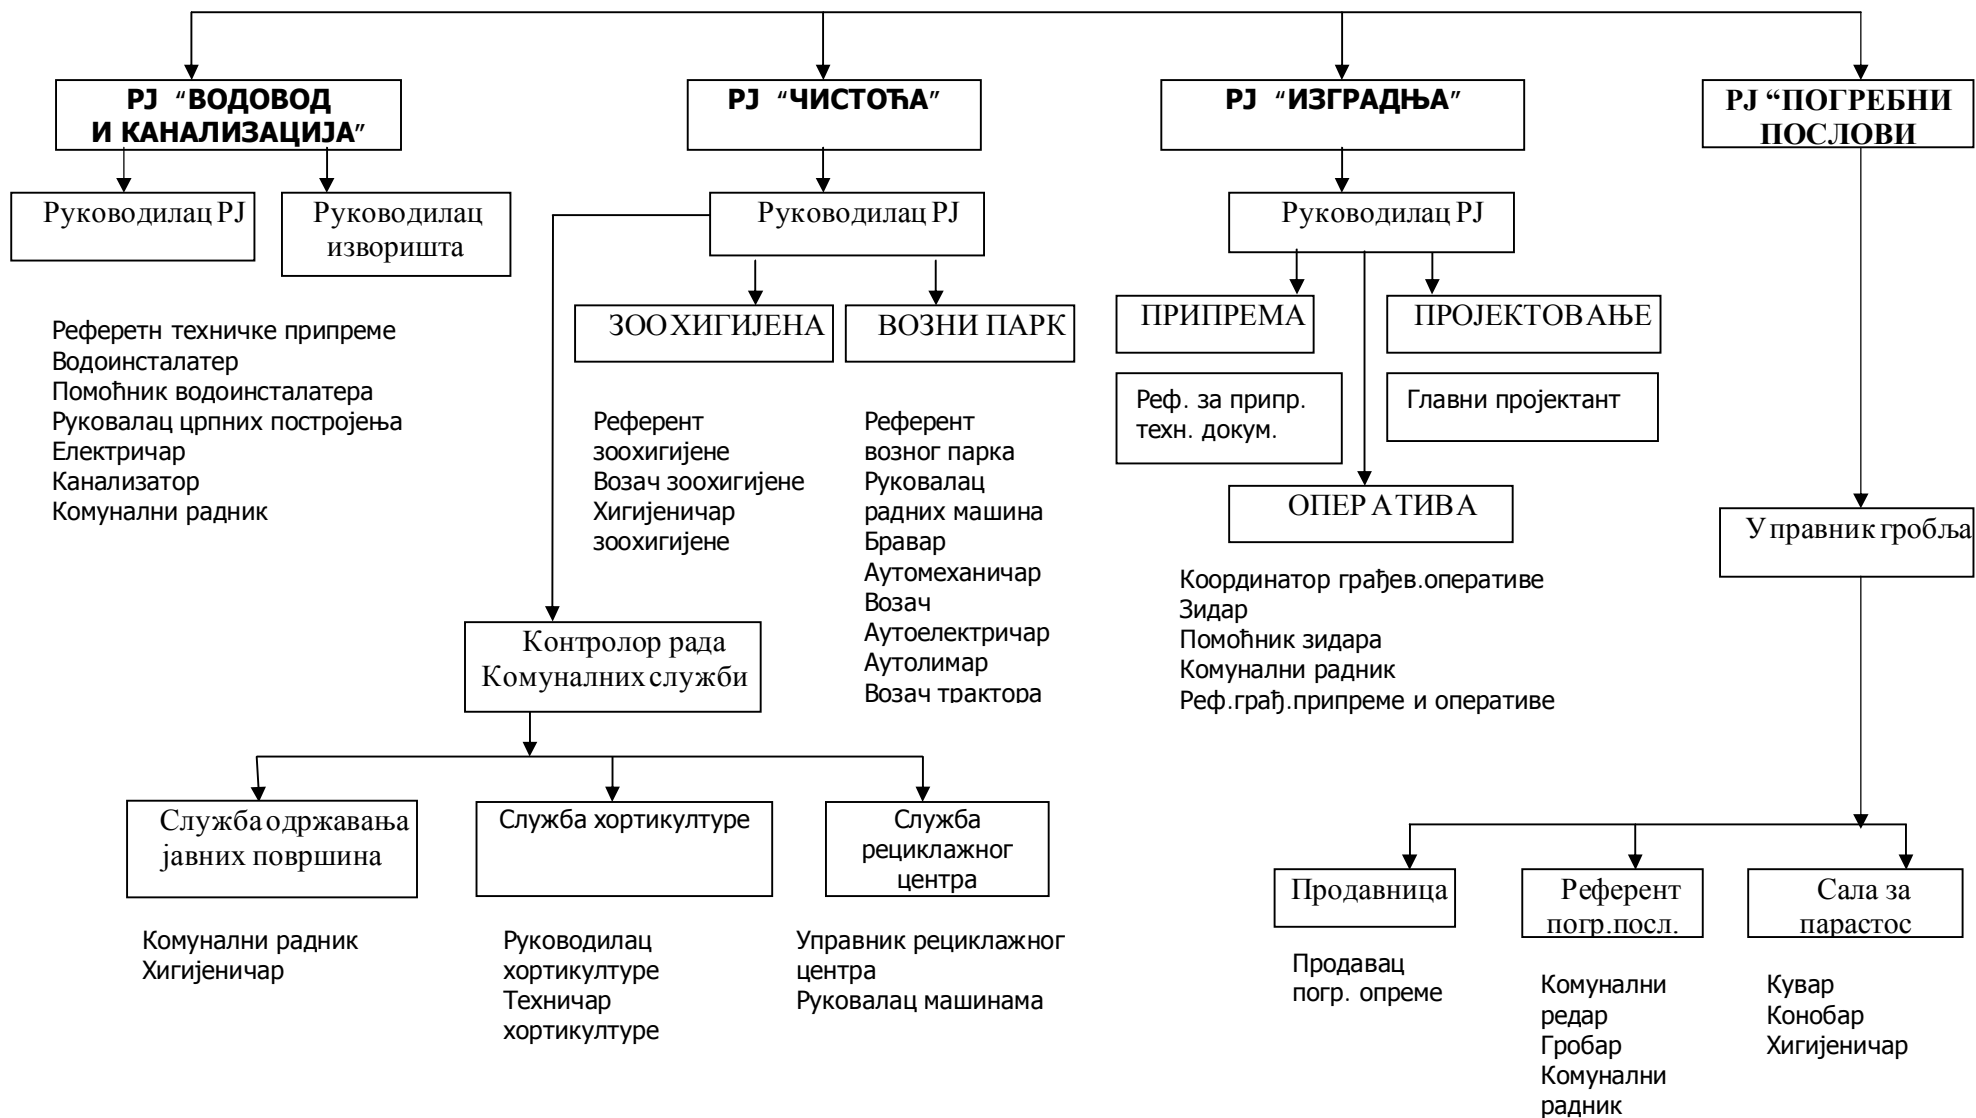 РЈ “ВОДОВОД
И КАНАЛИЗАЦИЈА”
Руководилац РЈ
Руководилац
изворишта
Реферетн техничке припреме
Водоинсталатер
Помоћник водоинсталатера
Руковалац црпних постројења
Електричар
Канализатор
Комунални радник
РЈ “ЧИСТОЋА”
Руководилац РЈ
ЗООХИГИЈЕНА
Референт
зоохигијене
Возач зоохигијене
Хигијеничар
зоохигијене
ВОЗНИ ПАРК
Референт
возног парка
Руковалац
радних машина
Бравар
Аутомеханичар
Возач
Аутоелектричар
Аутолимар
Возач трактора
Контролор рада
Комуналних служби
Служба одржавања
јавних површина
Комунални радник
Хигијеничар
Служба хортикултуре
Руководилац
хортикултуре
Техничар
хортикултуре
Служба
рециклажног
центра
Управник рециклажног
центра
Руковалац машинама
РЈ “ИЗГРАДЊА”
Руководилац РЈ
ПРИПРЕМА
Реф. за припр.
техн. докум.
ПРОЈЕКТОВАЊЕ
Главни пројектант
ОПЕРАТИВА
Координатор грађев.оперативе
Зидар
Помоћник зидара
Комунални радник
Реф.грађ.припреме и оперативе
РЈ “ПОГРЕБНИ
ПОСЛОВИ
Управник гробља
Продавница
Продавац
погр. опреме
Референт
погр.посл.
Комунални
редар
Гробар
Комунални
радник
Сала за
парастос
Кувар
Конобар
Хигијеничар